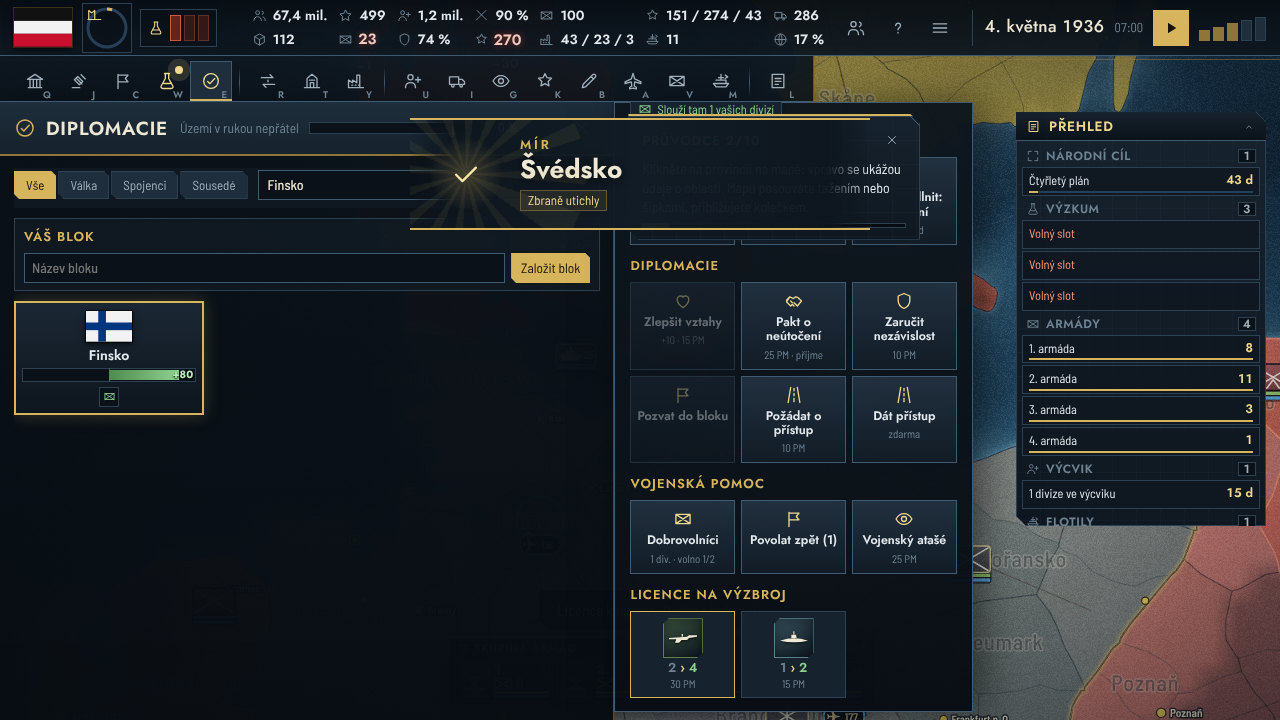 67,4 mil. 499 1,2 mil. 90 % 100 151 / 274 / 43 286
112 23 74 % 270 43 / 23 / 3 11 17 %
? 4. května 1936 07:00
Q J C W E R T Y U I G K B A V M L
DIPLOMACIE Území v rukou nepřátel
Slouží tam 1 vašich divizí
MÍR
Švédsko
Zbraně utichly
Vše Válka Spojenci Sousedé Finsko
VÁŠ BLOK
Název bloku Založit blok
Finsko
+80
DIPLOMACIE
Zlepšit vztahy
+10 · 15 PM
Pakt o neútočení
25 PM · přijme
Zaručit nezávislost
10 PM
Pozvat do bloku
Požádat o přístup
10 PM
Dát přístup
zdarma
VOJENSKÁ POMOC
Dobrovolníci
1 div. · volno 1/2
Povolat zpět (1)
Vojenský atašé
25 PM
LICENCE NA VÝZBROJ
2 › 4
30 PM
1 › 2
15 PM
PŘEHLED
NÁRODNÍ CÍL 1
Čtyřletý plán 43 d
VÝZKUM 3
Volný slot
Volný slot
Volný slot
ARMÁDY 4
1. armáda 8
2. armáda 11
3. armáda 3
4. armáda 1
VÝCVIK 1
1 divize ve výcviku 15 d
FLOTILY 1
Skåne
Poznaň
Poznaň
Frankfurt n. O.
177